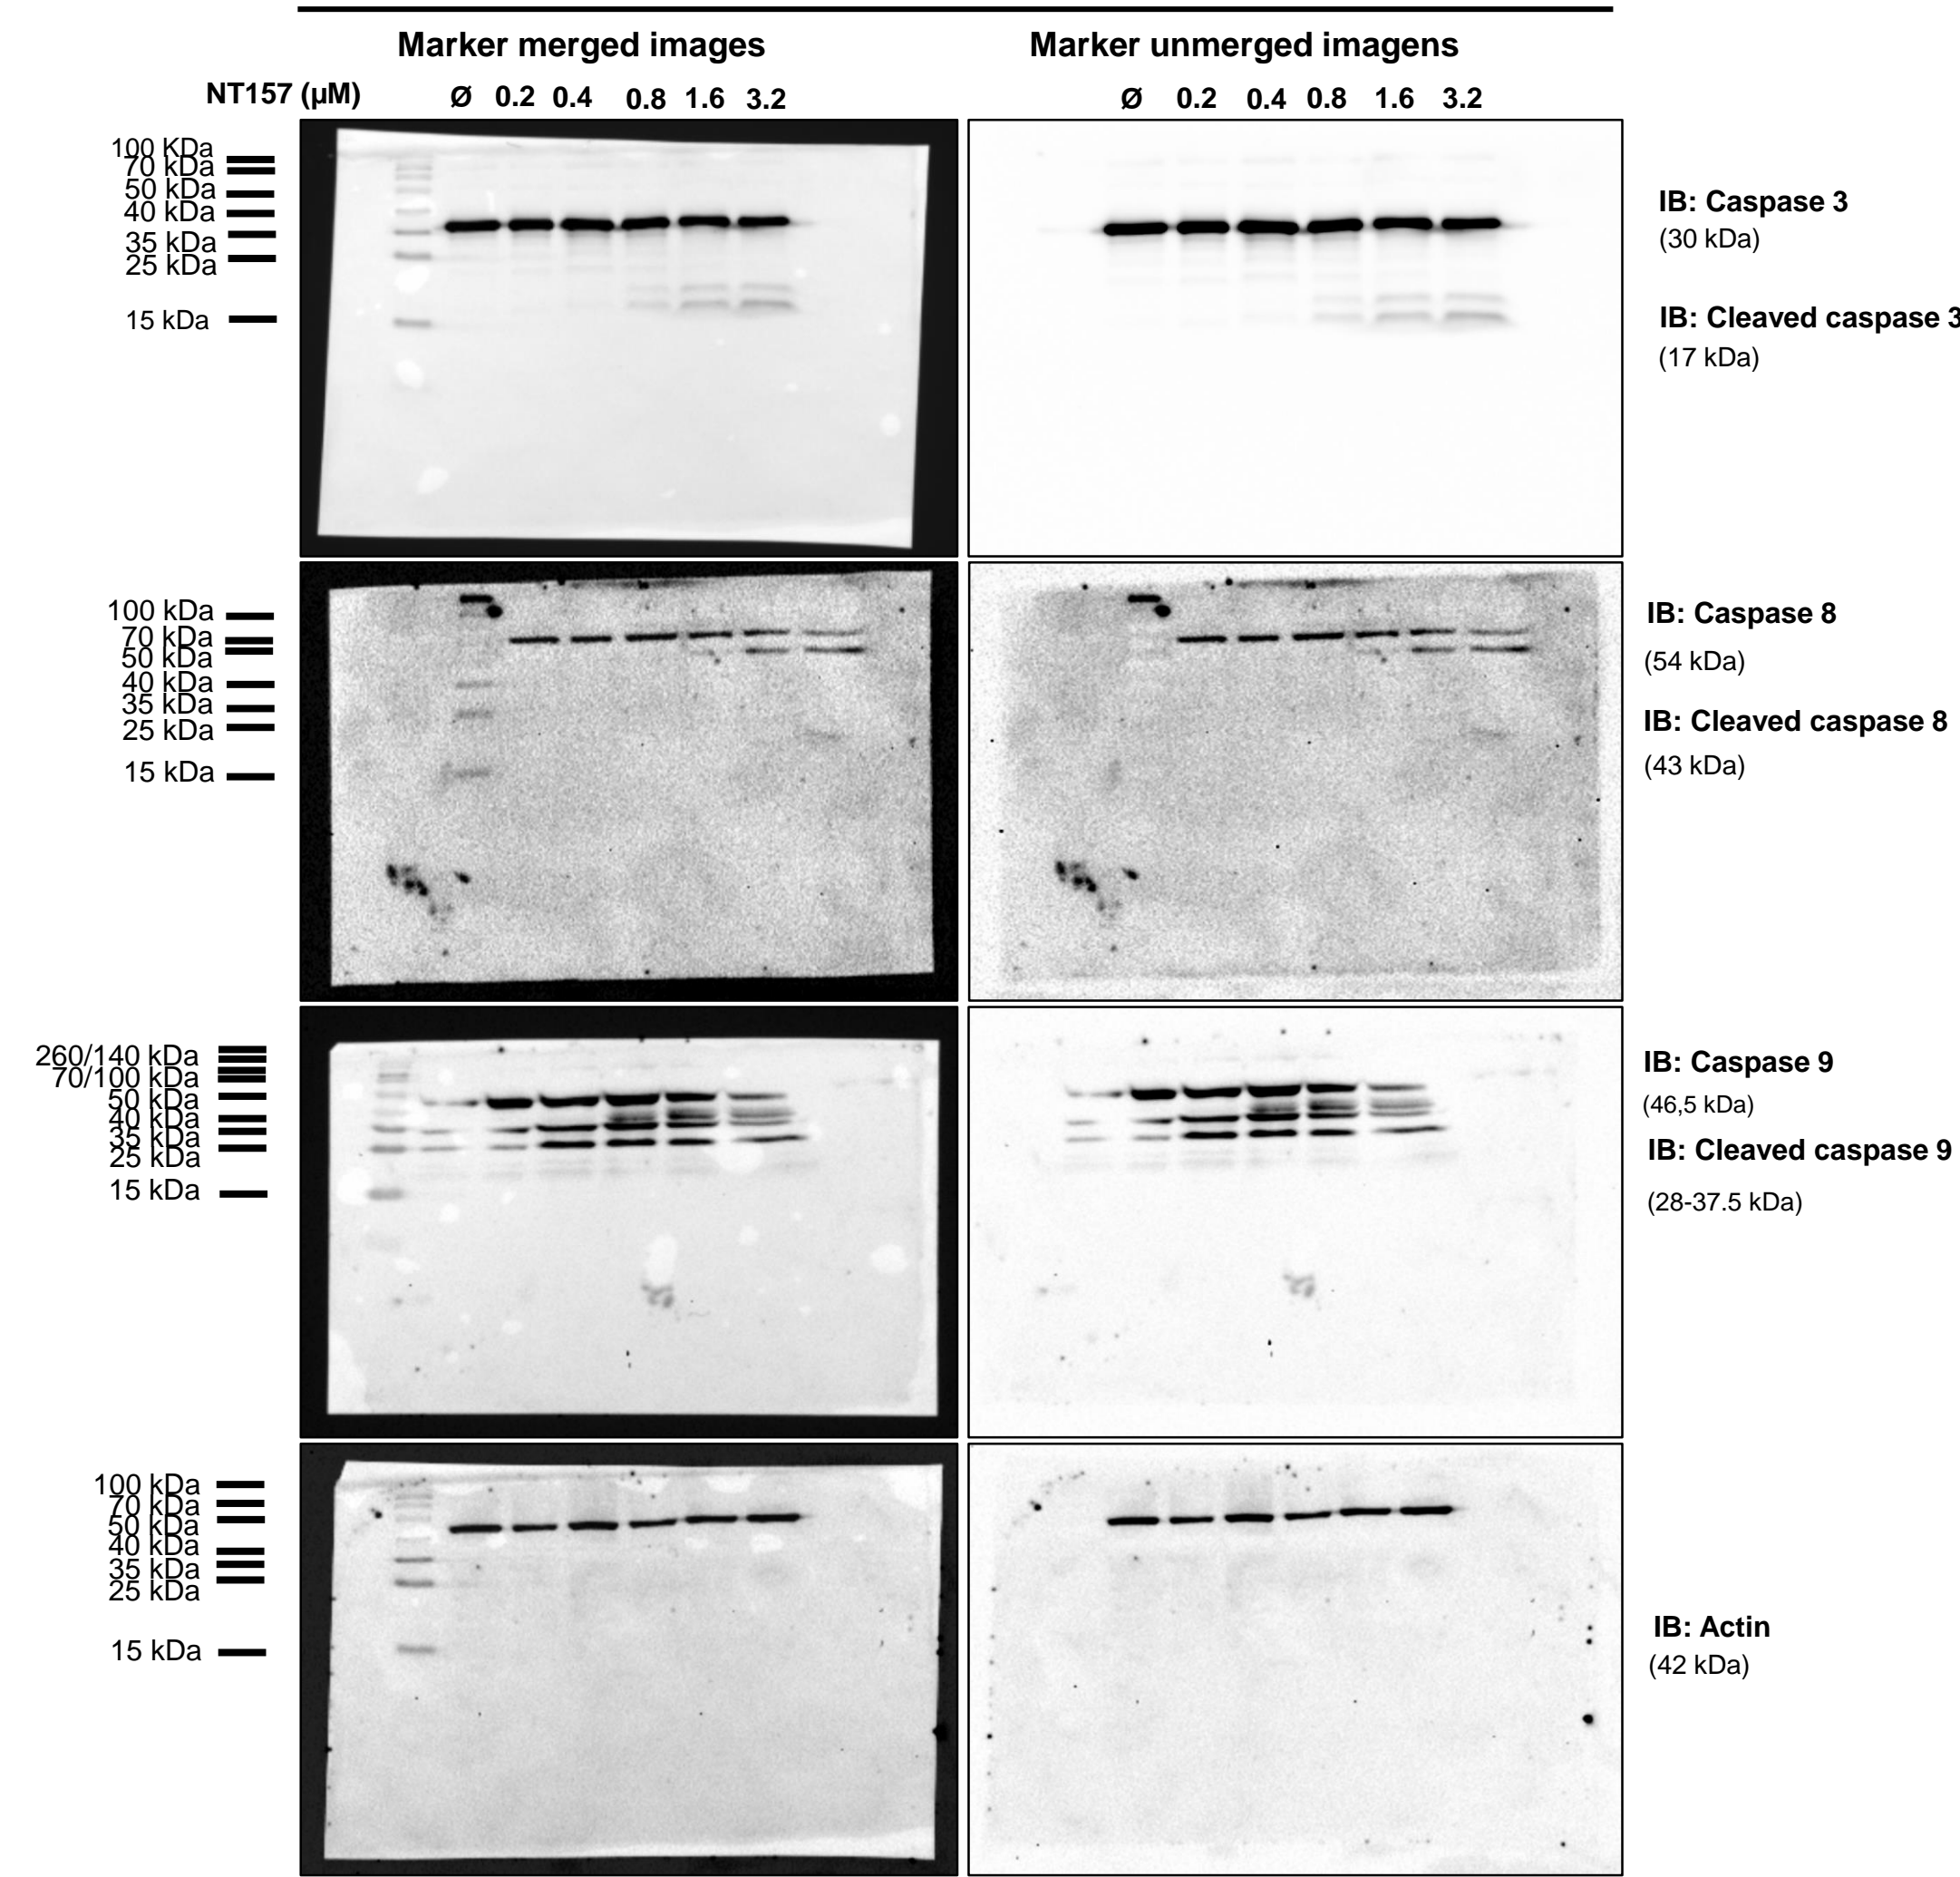 Marker merged images
Marker unmerged imagens
NT157 (µM)
Ø 0.2 0.4 0.8 1.6 3.2
Ø 0.2 0.4 0.8 1.6 3.2
100 KDa
70 kDa
50 kDa
40 kDa
35 kDa
25 kDa
15 kDa
IB: Caspase 3
(30 kDa)
IB: Cleaved caspase 3
(17 kDa)
100 kDa
70 kDa
50 kDa
40 kDa
35 kDa
25 kDa
15 kDa
IB: Caspase 8
(54 kDa)
IB: Cleaved caspase 8
(43 kDa)
260/140 kDa
70/100 kDa
50 kDa
40 kDa
35 kDa
25 kDa
15 kDa
IB: Caspase 9
(46,5 kDa)
IB: Cleaved caspase 9
(28-37.5 kDa)
100 kDa
70 kDa
50 kDa
40 kDa
35 kDa
25 kDa
15 kDa
IB: Actin
(42 kDa)